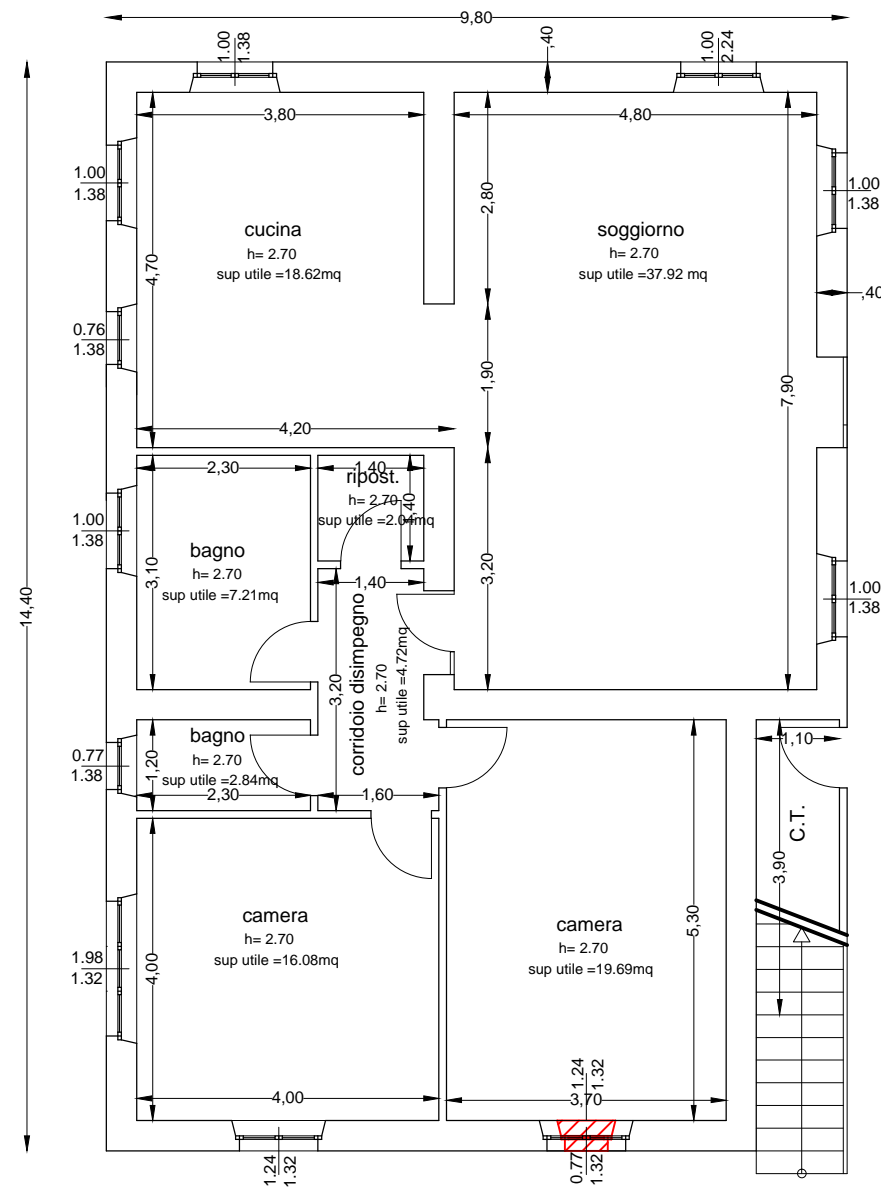 9,80
1.00
1.38
,40
1.00
2.24
3,80
4,80
1.00
1.38
2,80
1.00
1.38
cucina
h= 2.70
sup utile =18.62mq
soggiorno
h= 2.70
sup utile =37.92 mq
4,70
,40
0.76
1.38
1,90
7,90
4,20
2,30
1,40
ripost.
h= 2.70
sup utile =2.04mq
1,40
1.00
1.38
bagno
h= 2.70
sup utile =7.21mq
3,10
3,20
1,40
1.00
1.38
14,40
corridoio disimpegno
h= 2.70
sup utile =4.72mq
3,20
bagno
h= 2.70
sup utile =2.84mq
0.77
1.38
1,20
2,30
1,60
1,10
C.T.
3,90
camera
h= 2.70
sup utile =16.08mq
camera
h= 2.70
sup utile =19.69mq
5,30
1.98
1.32
4,00
4,00
1.24
1.32
3,70
1.24
1.32
0.77
1.32